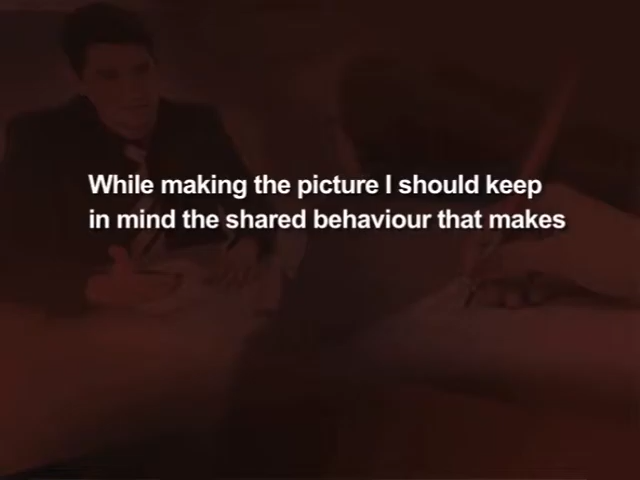 While making the picture I should keep
in mind the shared behaviour that makes